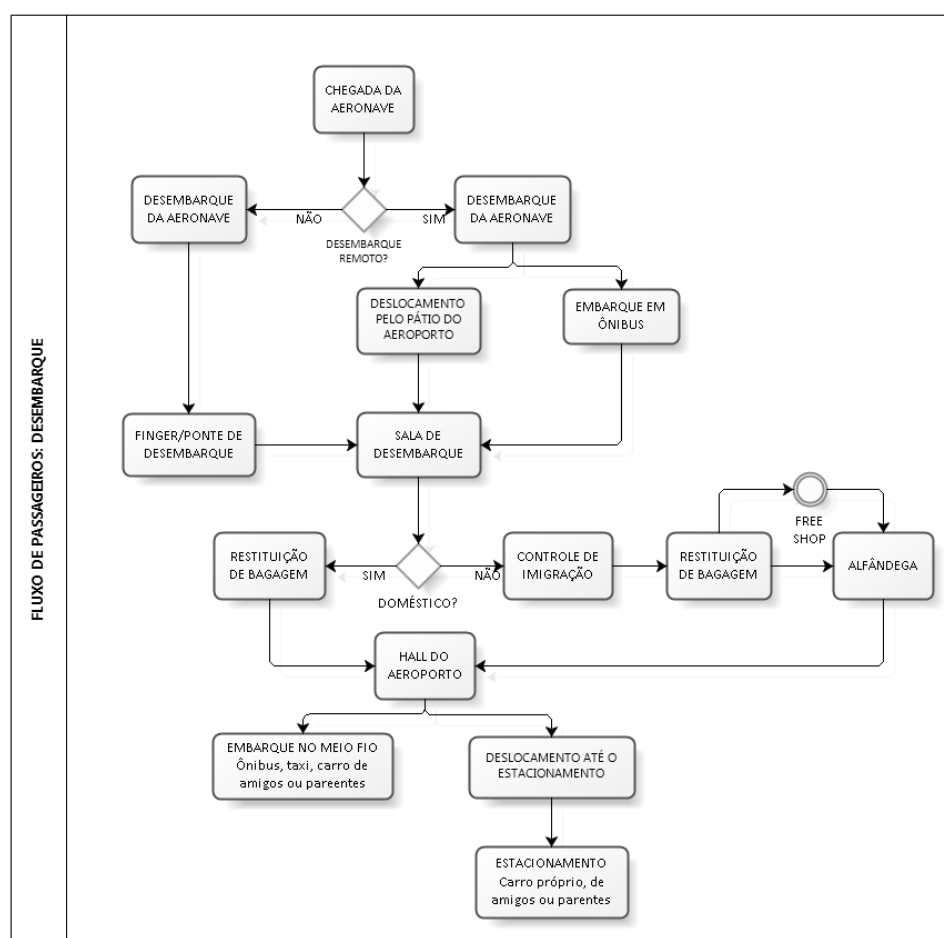 FLUXO DE PASSAGEIROS: DESEMBARQUE
CHEGADA DA
AERONAVE
DESEMBARQUE
DA AERONAVE
NÃO
SIM
DESEMBARQUE
REMOTO?
DESEMBARQUE
DA AERONAVE
DESLOCAMENTO
PELO PÁTIO DO
AEROPORTO
EMBARQUE EM
ÔNIBUS
FINGER/PONTE DE
DESEMBARQUE
SALA DE
DESEMBARQUE
RESTITUIÇÃO
DE BAGAGEM
SIM
NÃO
DOMÉSTICO?
CONTROLE DE
IMIGRAÇÃO
RESTITUIÇÃO
DE BAGAGEM
FREE
SHOP
ALFÂNDEGA
HALL DO
AEROPORTO
EMBARQUE NO MEIO FIO
Ônibus, taxi, carro de
amigos ou pareentes
DESLOCAMENTO ATÉ O
ESTACIONAMENTO
ESTACIONAMENTO
Carro próprio, de
amigos ou parentes